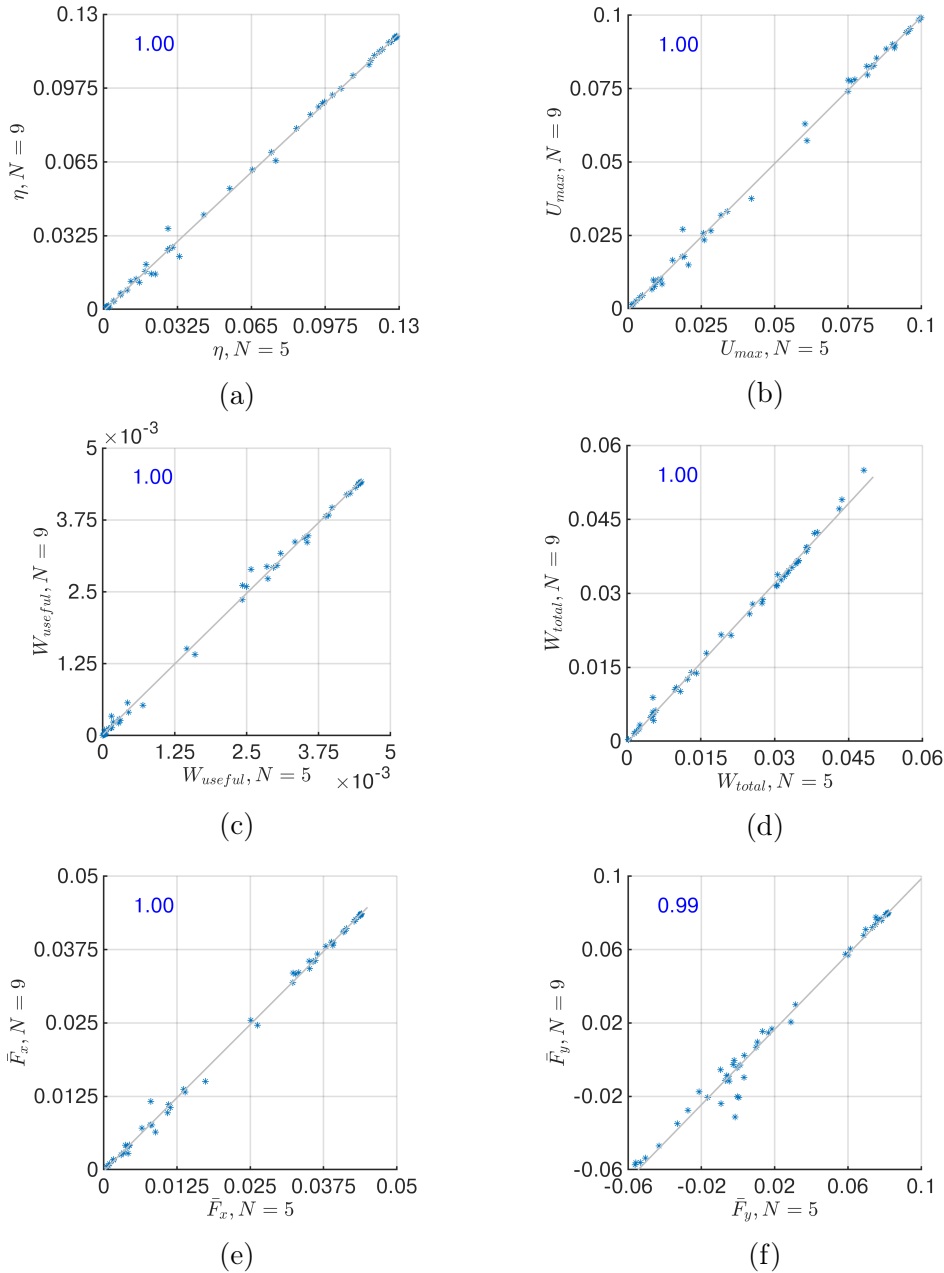 0.13
0.0975
0.065
0.0325
0
1.00
η, N = 9
0 0.0325 0.065 0.0975 0.13
η, N = 5
(a)
0.1
0.075
0.05
0.025
0
1.00
U_max, N = 9
0 0.025 0.05 0.075 0.1
U_max, N = 5
(b)
×10⁻³
5
3.75
2.5
1.25
0
1.00
W_useful, N = 9
0 1.25 2.5 3.75 5
W_useful, N = 5 ×10⁻³
(c)
0.06
0.045
0.03
0.015
0
1.00
W_total, N = 9
0 0.015 0.03 0.045 0.06
W_total, N = 5
(d)
0.05
0.0375
0.025
0.0125
0
1.00
F̄_x, N = 9
0 0.0125 0.025 0.0375 0.05
F̄_x, N = 5
(e)
0.1
0.06
0.02
-0.02
-0.06
0.99
F̄_y, N = 9
-0.06 -0.02 0.02 0.06 0.1
F̄_y, N = 5
(f)